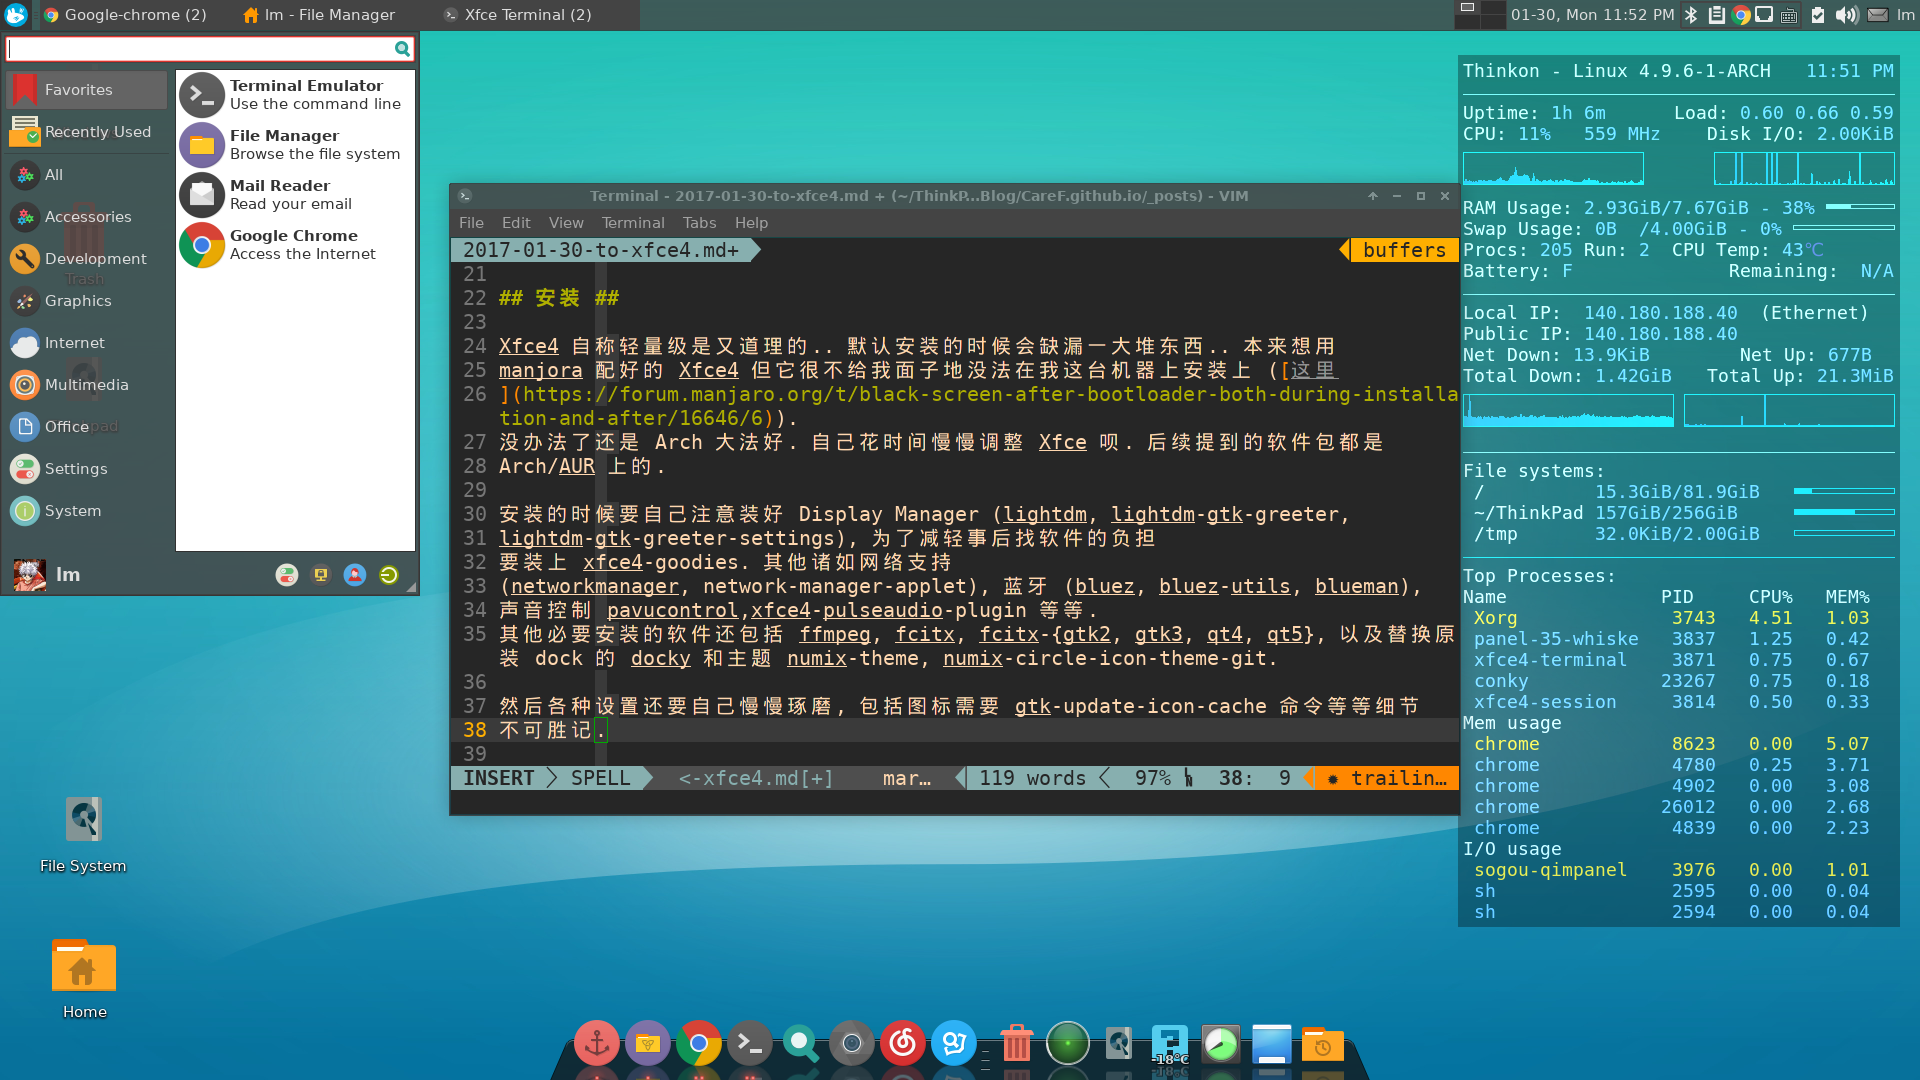 Google-chrome (2)
lm - File Manager
Xfce Terminal (2)
01-30, Mon 11:52 PM
lm
Favorites
Recently Used
All
Accessories
Development
Trash
Graphics
Internet
Multimedia
Office
Settings
System
lm
Terminal Emulator
Use the command line
File Manager
Browse the file system
Mail Reader
Read your email
Google Chrome
Access the Internet
File System
Home
Terminal - 2017-01-30-to-xfce4.md + (~/ThinkP...Blog/CareF.github.io/_posts) - VIM
File Edit View Terminal Tabs Help
2017-01-30-to-xfce4.md+ buffers
21
22 ## 安装 ##
23
24 Xfce4 自称轻量级是又道理的.. 默认安装的时候会缺漏一大堆东西.. 本来想用
25 manjora 配好的 Xfce4 但它很不给我面子地没法在我这台机器上安装上 ([这里
26 ](https://forum.manjaro.org/t/black-screen-after-bootloader-both-during-installa
tion-and-after/16646/6)).
27 没办法了还是 Arch 大法好. 自己花时间慢慢调整 Xfce 呗. 后续提到的软件包都是
28 Arch/AUR 上的.
29
30 安装的时候要自己注意装好 Display Manager (lightdm, lightdm-gtk-greeter,
31 lightdm-gtk-greeter-settings), 为了减轻事后找软件的负担
32 要装上 xfce4-goodies. 其他诸如网络支持
33 (networkmanager, network-manager-applet), 蓝牙 (bluez, bluez-utils, blueman),
34 声音控制 pavucontrol,xfce4-pulseaudio-plugin 等等.
35 其他必要安装的软件还包括 ffmpeg, fcitx, fcitx-{gtk2, gtk3, qt4, qt5}, 以及替换原
装 dock 的 docky 和主题 numix-theme, numix-circle-icon-theme-git.
36
37 然后各种设置还要自己慢慢琢磨, 包括图标需要 gtk-update-icon-cache 命令等等细节
38 不可胜记.
39
INSERT SPELL <-xfce4.md[+] mar… 119 words 97% 38: 9 trailin…
Thinkon - Linux 4.9.6-1-ARCH 11:51 PM
Uptime: 1h 6m Load: 0.60 0.66 0.59
CPU: 11% 559 MHz Disk I/O: 2.00KiB
RAM Usage: 2.93GiB/7.67GiB - 38%
Swap Usage: 0B /4.00GiB - 0%
Procs: 205 Run: 2 CPU Temp: 43℃
Battery: F Remaining: N/A
Local IP: 140.180.188.40 (Ethernet)
Public IP: 140.180.188.40
Net Down: 13.9KiB Net Up: 677B
Total Down: 1.42GiB Total Up: 21.3MiB
File systems:
/ 15.3GiB/81.9GiB
~/ThinkPad 157GiB/256GiB
/tmp 32.0KiB/2.00GiB
Top Processes:
Name PID CPU% MEM%
Xorg 3743 4.51 1.03
panel-35-whiske 3837 1.25 0.42
xfce4-terminal 3871 0.75 0.67
conky 23267 0.75 0.18
xfce4-session 3814 0.50 0.33
Mem usage
chrome 8623 0.00 5.07
chrome 4780 0.25 3.71
chrome 4902 0.00 3.08
chrome 26012 0.00 2.68
chrome 4839 0.00 2.23
I/O usage
sogou-qimpanel 3976 0.00 1.01
sh 2595 0.00 0.04
sh 2594 0.00 0.04
-18°C